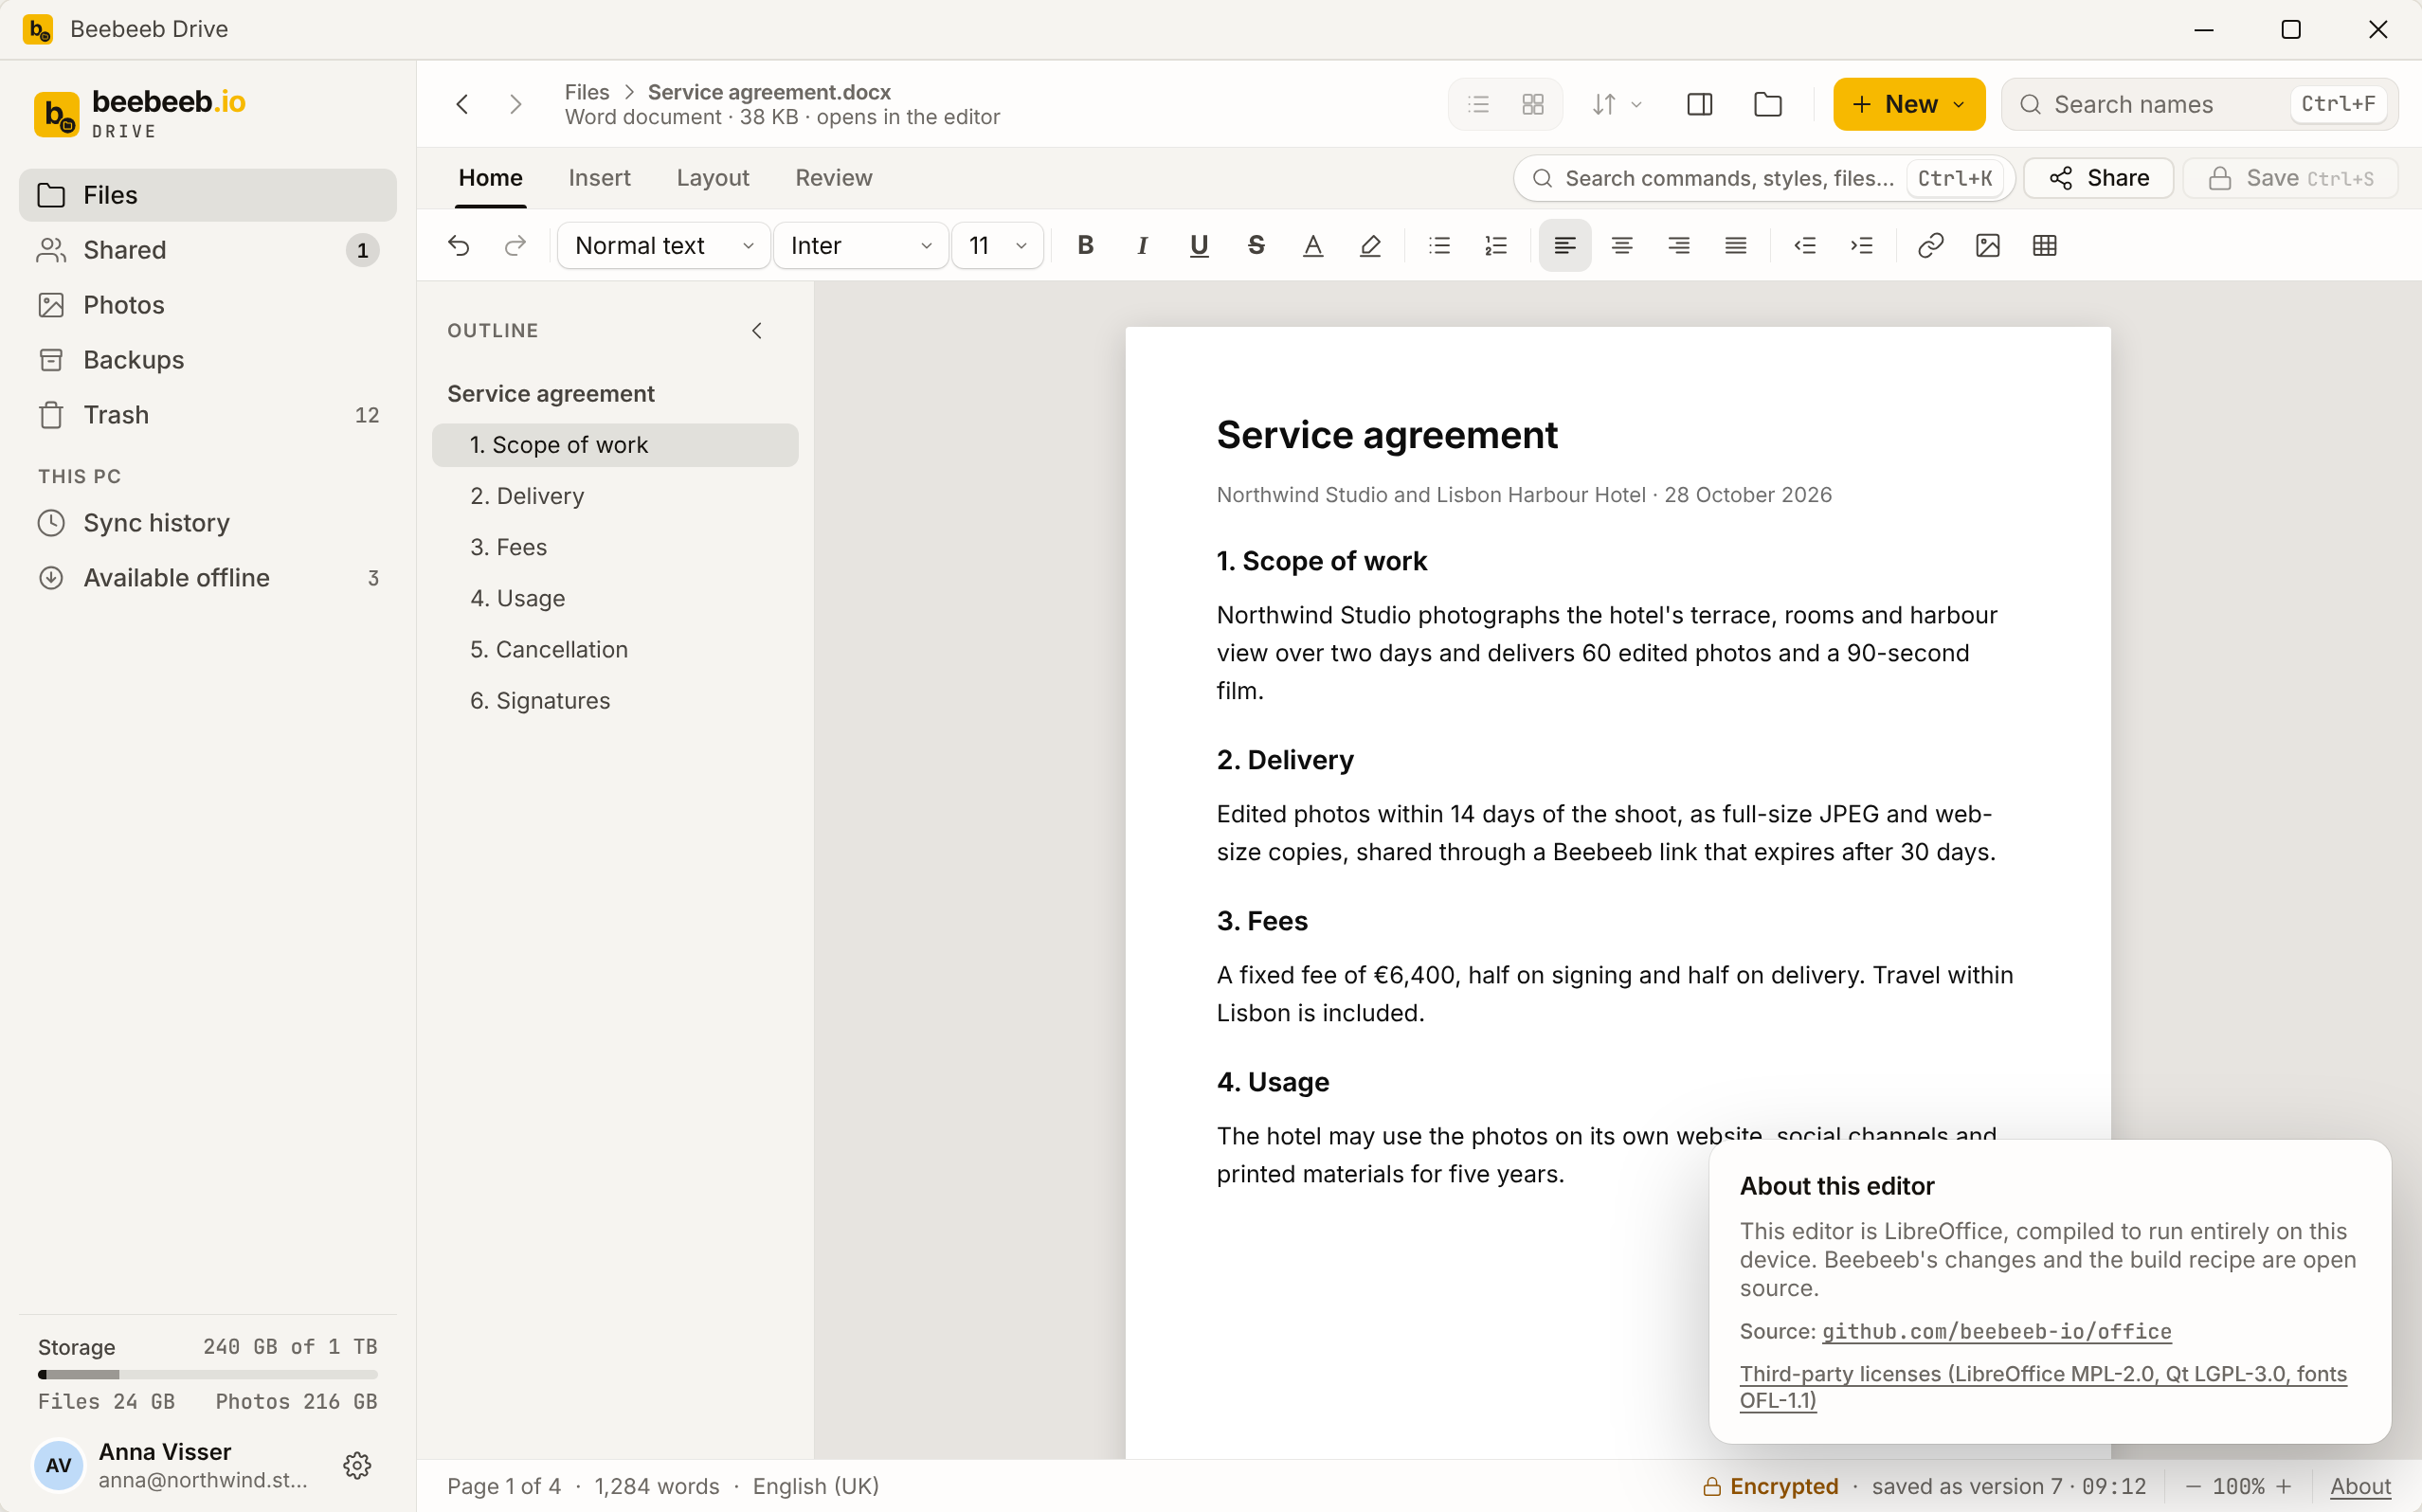 Beebeeb Drive
beebeeb.io
DRIVE
Files
Shared 1
Photos
Backups
Trash 12
THIS PC
Sync history
Available offline 3
Storage 240 GB of 1 TB
Files 24 GB Photos 216 GB
AV
Anna Visser
anna@northwind.st...
Files > Service agreement.docx
Word document · 38 KB · opens in the editor
+ New
Search names Ctrl+F
Home Insert Layout Review
Search commands, styles, files... Ctrl+K
Share
Save Ctrl+S
Normal text Inter 11 B I U S A
OUTLINE
Service agreement
1. Scope of work
2. Delivery
3. Fees
4. Usage
5. Cancellation
6. Signatures
Service agreement
Northwind Studio and Lisbon Harbour Hotel · 28 October 2026
1. Scope of work
Northwind Studio photographs the hotel's terrace, rooms and harbour
view over two days and delivers 60 edited photos and a 90-second
film.
2. Delivery
Edited photos within 14 days of the shoot, as full-size JPEG and web-
size copies, shared through a Beebeeb link that expires after 30 days.
3. Fees
A fixed fee of €6,400, half on signing and half on delivery. Travel within
Lisbon is included.
4. Usage
The hotel may use the photos on its own website, social channels and
printed materials for five years.
About this editor
This editor is LibreOffice, compiled to run entirely on this
device. Beebeeb's changes and the build recipe are open
source.
Source: github.com/beebeeb-io/office
Third-party licenses (LibreOffice MPL-2.0, Qt LGPL-3.0, fonts
OFL-1.1)
Page 1 of 4 · 1,284 words · English (UK)
Encrypted · saved as version 7 · 09:12
− 100% +
About